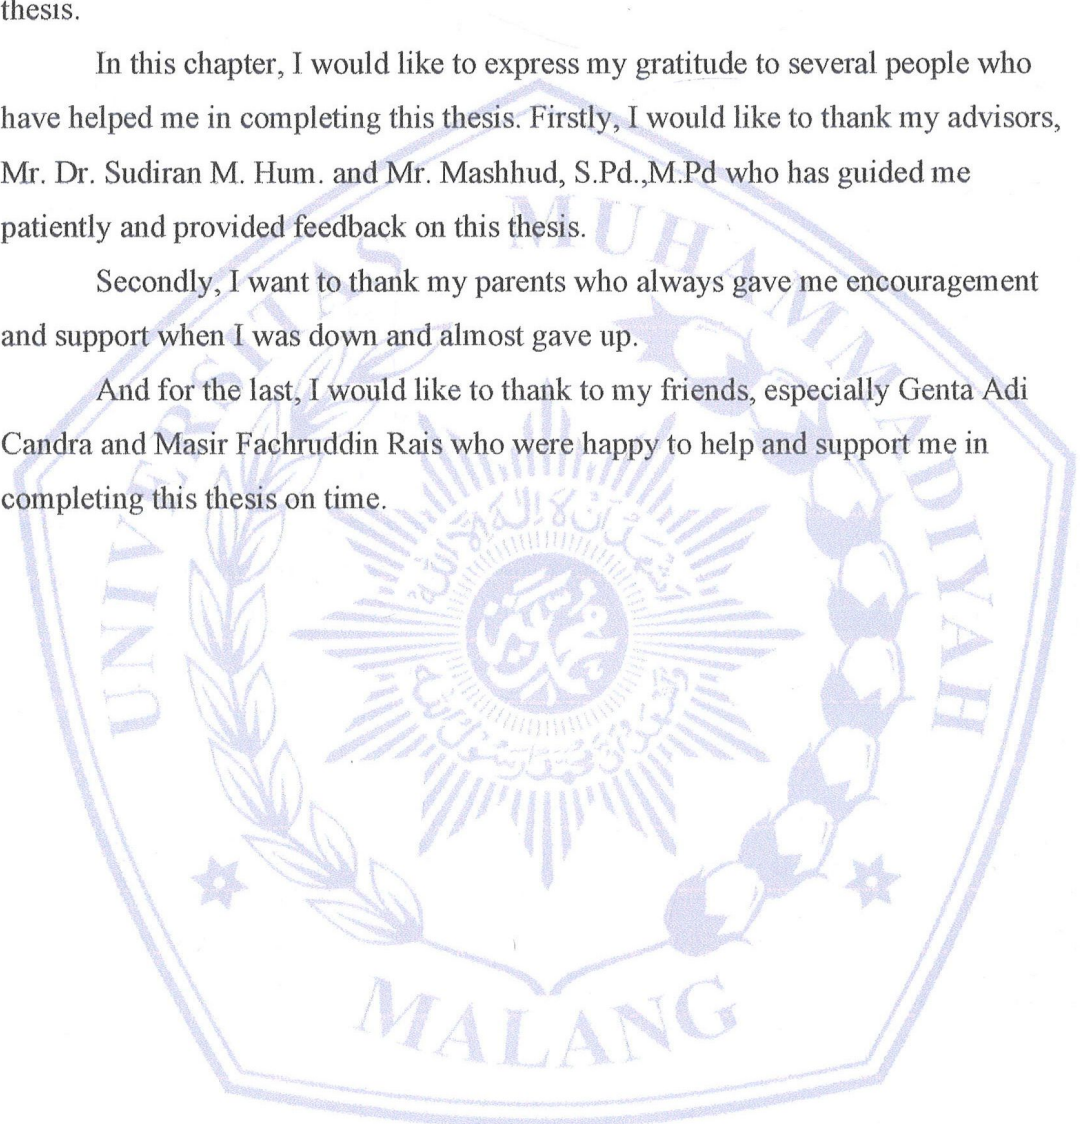 thesis.
In this chapter, I would like to express my gratitude to several people who
have helped me in completing this thesis. Firstly, I would like to thank my advisors,
Mr. Dr. Sudiran M. Hum. and Mr. Mashhud, S.Pd.,M.Pd who has guided me
patiently and provided feedback on this thesis.
Secondly, I want to thank my parents who always gave me encouragement
and support when I was down and almost gave up.
And for the last, I would like to thank to my friends, especially Genta Adi
Candra and Masir Fachruddin Rais who were happy to help and support me in
completing this thesis on time.
UNIVERSITAS MUHAMMADIYAH
MALANG